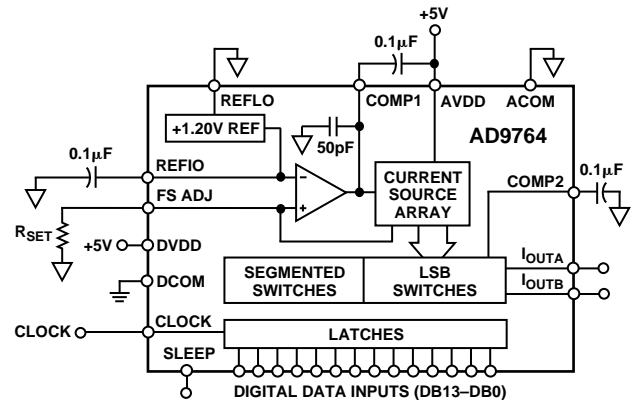 +5V
0.1µF
REFLO
COMP1
AVDD
ACOM
+1.20V REF
50pF
AD9764
0.1µF
REFIO
–
+
CURRENT
SOURCE
ARRAY
COMP2
0.1µF
FS ADJ
RSET
+5V
DVDD
DCOM
SEGMENTED
SWITCHES
LSB
SWITCHES
IOUTA
IOUTB
CLOCK
CLOCK
LATCHES
SLEEP
DIGITAL DATA INPUTS (DB13–DB0)